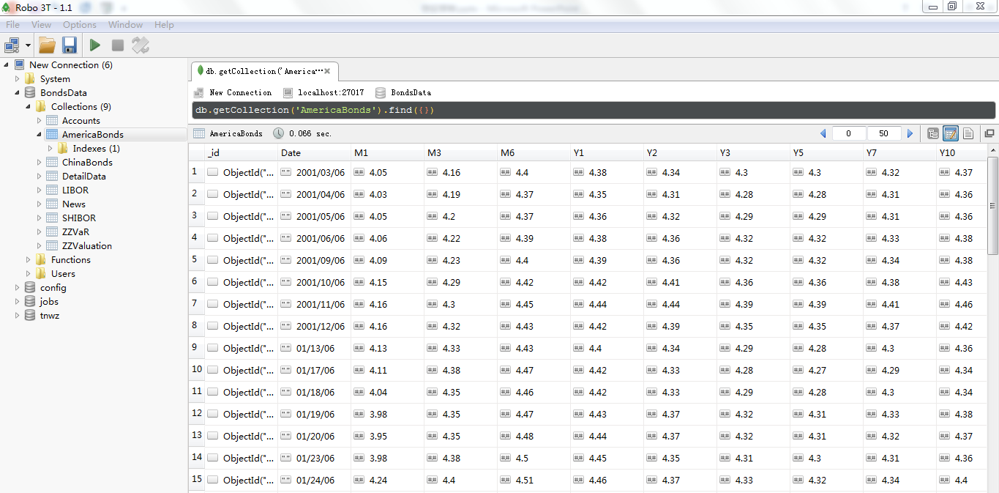 Robo 3T - 1.1
File View Options Window Help
New Connection (6)
System
BondsData
Collections (9)
Accounts
AmericaBonds
Indexes (1)
ChinaBonds
DetailData
LIBOR
News
SHIBOR
ZZVaR
ZZValuation
Functions
Users
config
jobs
tnwz
db.getCollection('America···
New Connection localhost:27017 BondsData
db.getCollection('AmericaBonds').find({})
AmericaBonds 0.066 sec. 0 50
_id Date M1 M3 M6 Y1 Y2 Y3 Y5 Y7 Y10
1 ObjectId("... "" 2001/03/06 ## 4.05 ## 4.16 ## 4.4 ## 4.38 ## 4.34 ## 4.3 ## 4.3 ## 4.32 ## 4.37
2 ObjectId("... "" 2001/04/06 ## 4.03 ## 4.19 ## 4.37 ## 4.35 ## 4.31 ## 4.28 ## 4.28 ## 4.31 ## 4.36
3 ObjectId("... "" 2001/05/06 ## 4.05 ## 4.2 ## 4.37 ## 4.36 ## 4.32 ## 4.29 ## 4.29 ## 4.31 ## 4.36
4 ObjectId("... "" 2001/06/06 ## 4.06 ## 4.22 ## 4.39 ## 4.38 ## 4.36 ## 4.32 ## 4.32 ## 4.33 ## 4.38
5 ObjectId("... "" 2001/09/06 ## 4.09 ## 4.23 ## 4.4 ## 4.39 ## 4.36 ## 4.32 ## 4.32 ## 4.34 ## 4.38
6 ObjectId("... "" 2001/10/06 ## 4.15 ## 4.29 ## 4.42 ## 4.42 ## 4.41 ## 4.36 ## 4.36 ## 4.38 ## 4.43
7 ObjectId("... "" 2001/11/06 ## 4.16 ## 4.3 ## 4.45 ## 4.44 ## 4.44 ## 4.39 ## 4.39 ## 4.41 ## 4.46
8 ObjectId("... "" 2001/12/06 ## 4.16 ## 4.32 ## 4.43 ## 4.42 ## 4.39 ## 4.35 ## 4.35 ## 4.37 ## 4.42
9 ObjectId("... "" 01/13/06 ## 4.13 ## 4.33 ## 4.43 ## 4.4 ## 4.34 ## 4.29 ## 4.28 ## 4.3 ## 4.36
10 ObjectId("... "" 01/17/06 ## 4.11 ## 4.38 ## 4.47 ## 4.42 ## 4.33 ## 4.28 ## 4.27 ## 4.29 ## 4.34
11 ObjectId("... "" 01/18/06 ## 4.04 ## 4.35 ## 4.46 ## 4.42 ## 4.33 ## 4.29 ## 4.28 ## 4.3 ## 4.34
12 ObjectId("... "" 01/19/06 ## 3.98 ## 4.35 ## 4.47 ## 4.43 ## 4.37 ## 4.32 ## 4.31 ## 4.33 ## 4.38
13 ObjectId("... "" 01/20/06 ## 3.95 ## 4.35 ## 4.48 ## 4.44 ## 4.37 ## 4.32 ## 4.31 ## 4.32 ## 4.37
14 ObjectId("... "" 01/23/06 ## 3.98 ## 4.38 ## 4.5 ## 4.45 ## 4.35 ## 4.31 ## 4.3 ## 4.31 ## 4.36
15 ObjectId("... "" 01/24/06 ## 4.24 ## 4.4 ## 4.51 ## 4.46 ## 4.37 ## 4.33 ## 4.32 ## 4.34 ## 4.4